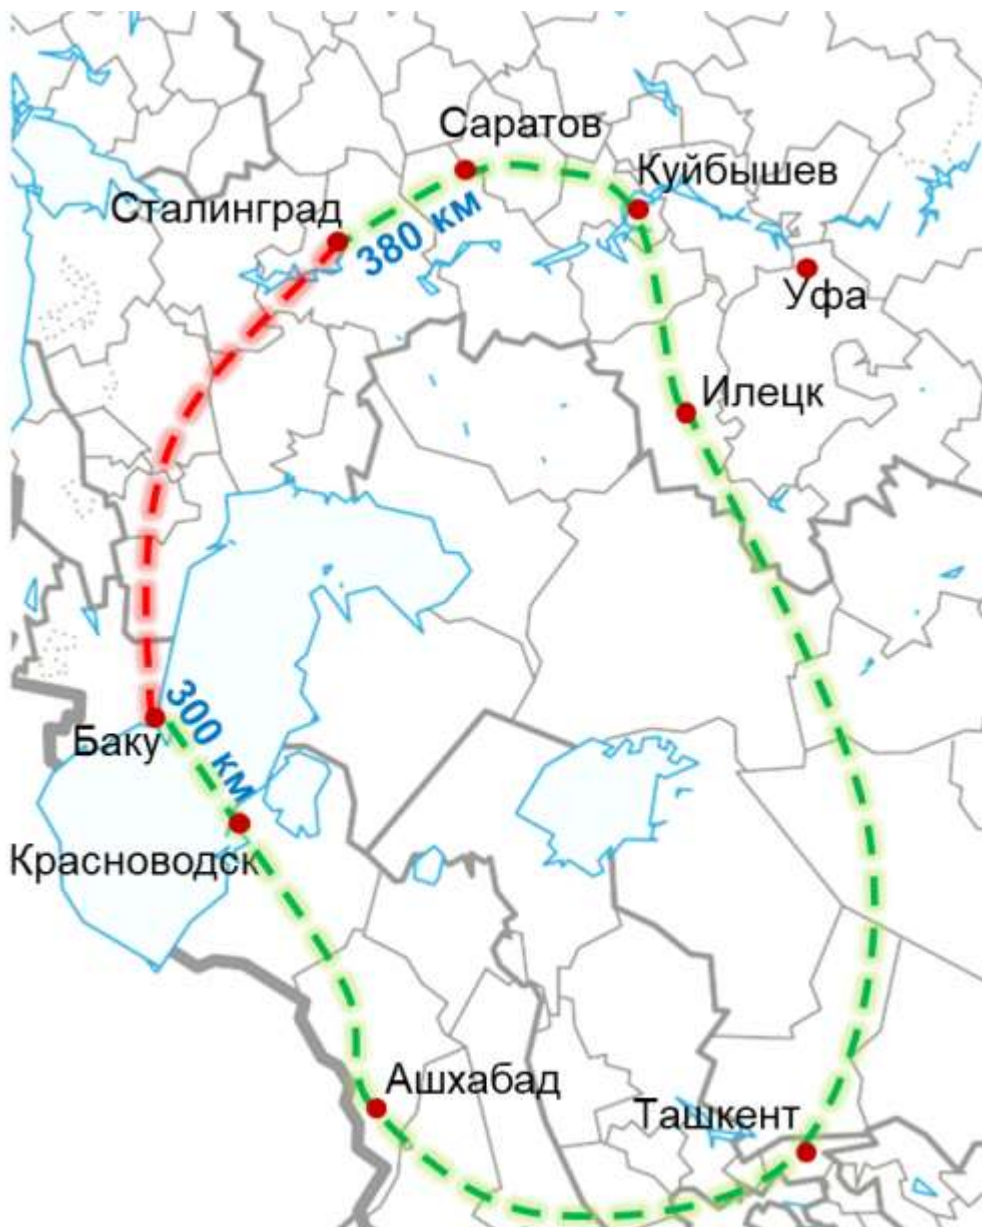 Саратов
Куйбышев
Сталинград
380 км
Уфа
Илецк
300 км
Баку
Красноводск
Ашхабад
Ташкент